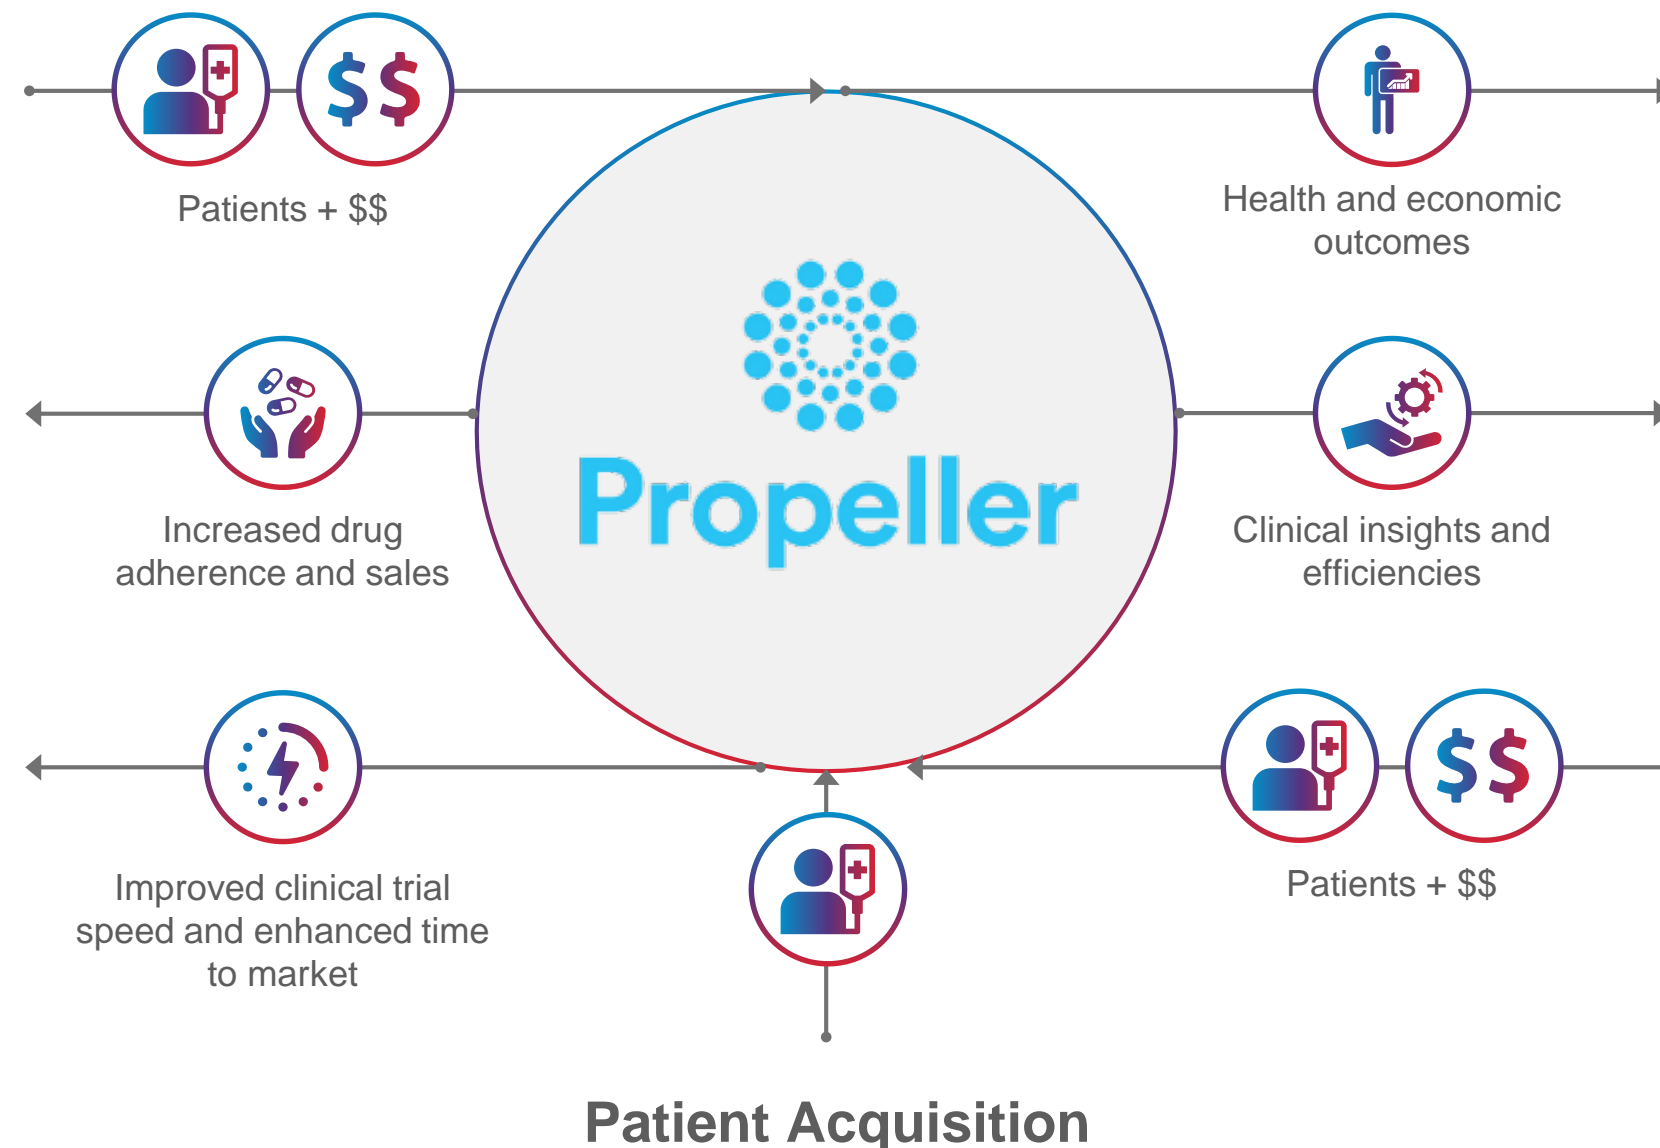 Patients + $$
Health and economic
outcomes
Propeller
Increased drug
adherence and sales
Clinical insights and
efficiencies
Improved clinical trial
speed and enhanced time
to market
Patients + $$
Patient Acquisition